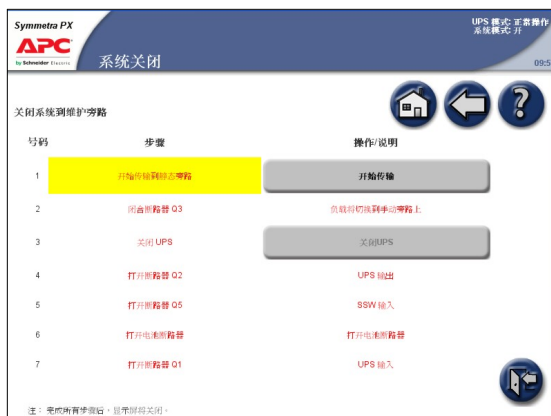 Symmetra PX
UPS 模式: 正常操作
系统模式: 开
APC
by Schneider Electric
系统关闭
09:5
关闭系统到维护旁路
号码 步骤 操作/说明
1 开始传输到静态旁路 开始传输
2 闭合断路器 Q3 负载将切换到手动旁路上
3 关闭 UPS 关闭UPS
4 打开断路器 Q2 UPS 输出
5 打开断路器 Q5 SSW 输入
6 打开电池断路器 打开电池断路器
7 打开断路器 Q1 UPS 输入
注： 完成所有步骤后，显示屏将关闭。